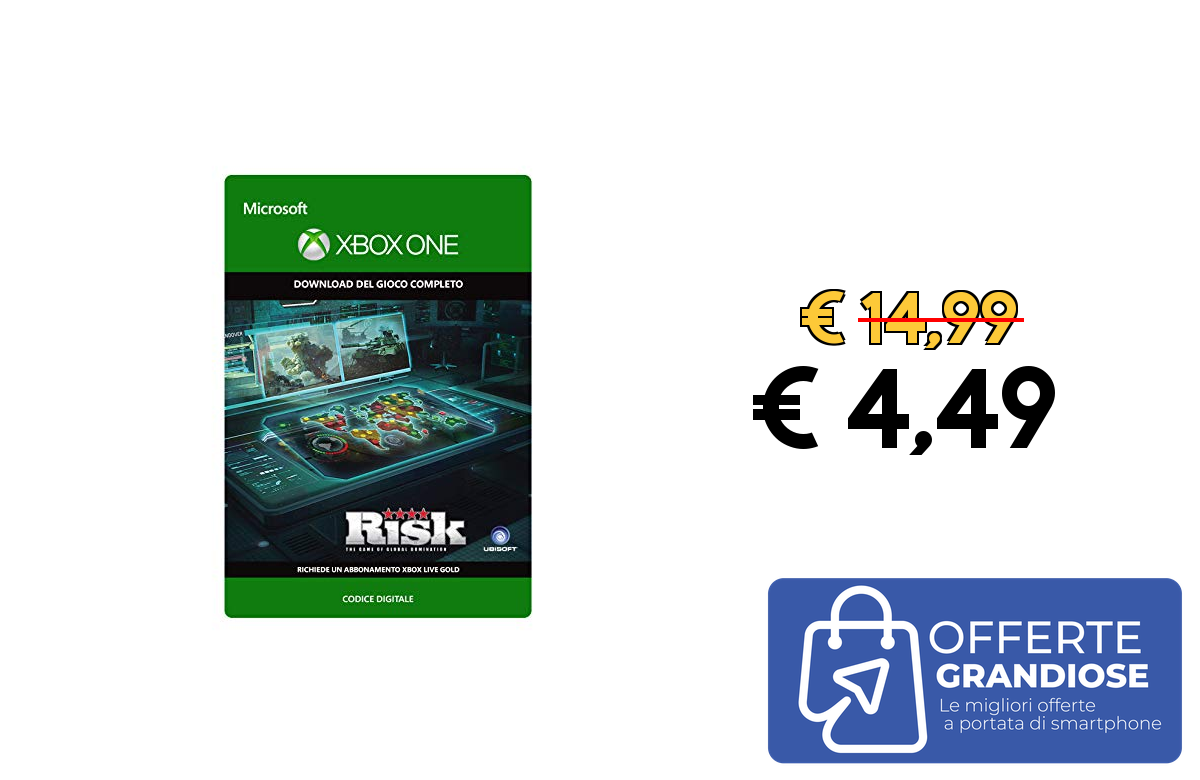 Microsoft
XBOX ONE
DOWNLOAD DEL GIOCO COMPLETO
Risk
THE GAME OF GLOBAL DOMINATION
UBISOFT
RICHIEDE UN ABBONAMENTO XBOX LIVE GOLD
CODICE DIGITALE
€ 14,99
€ 4,49
OFFERTE
GRANDIOSE
Le migliori offerte
a portata di smartphone